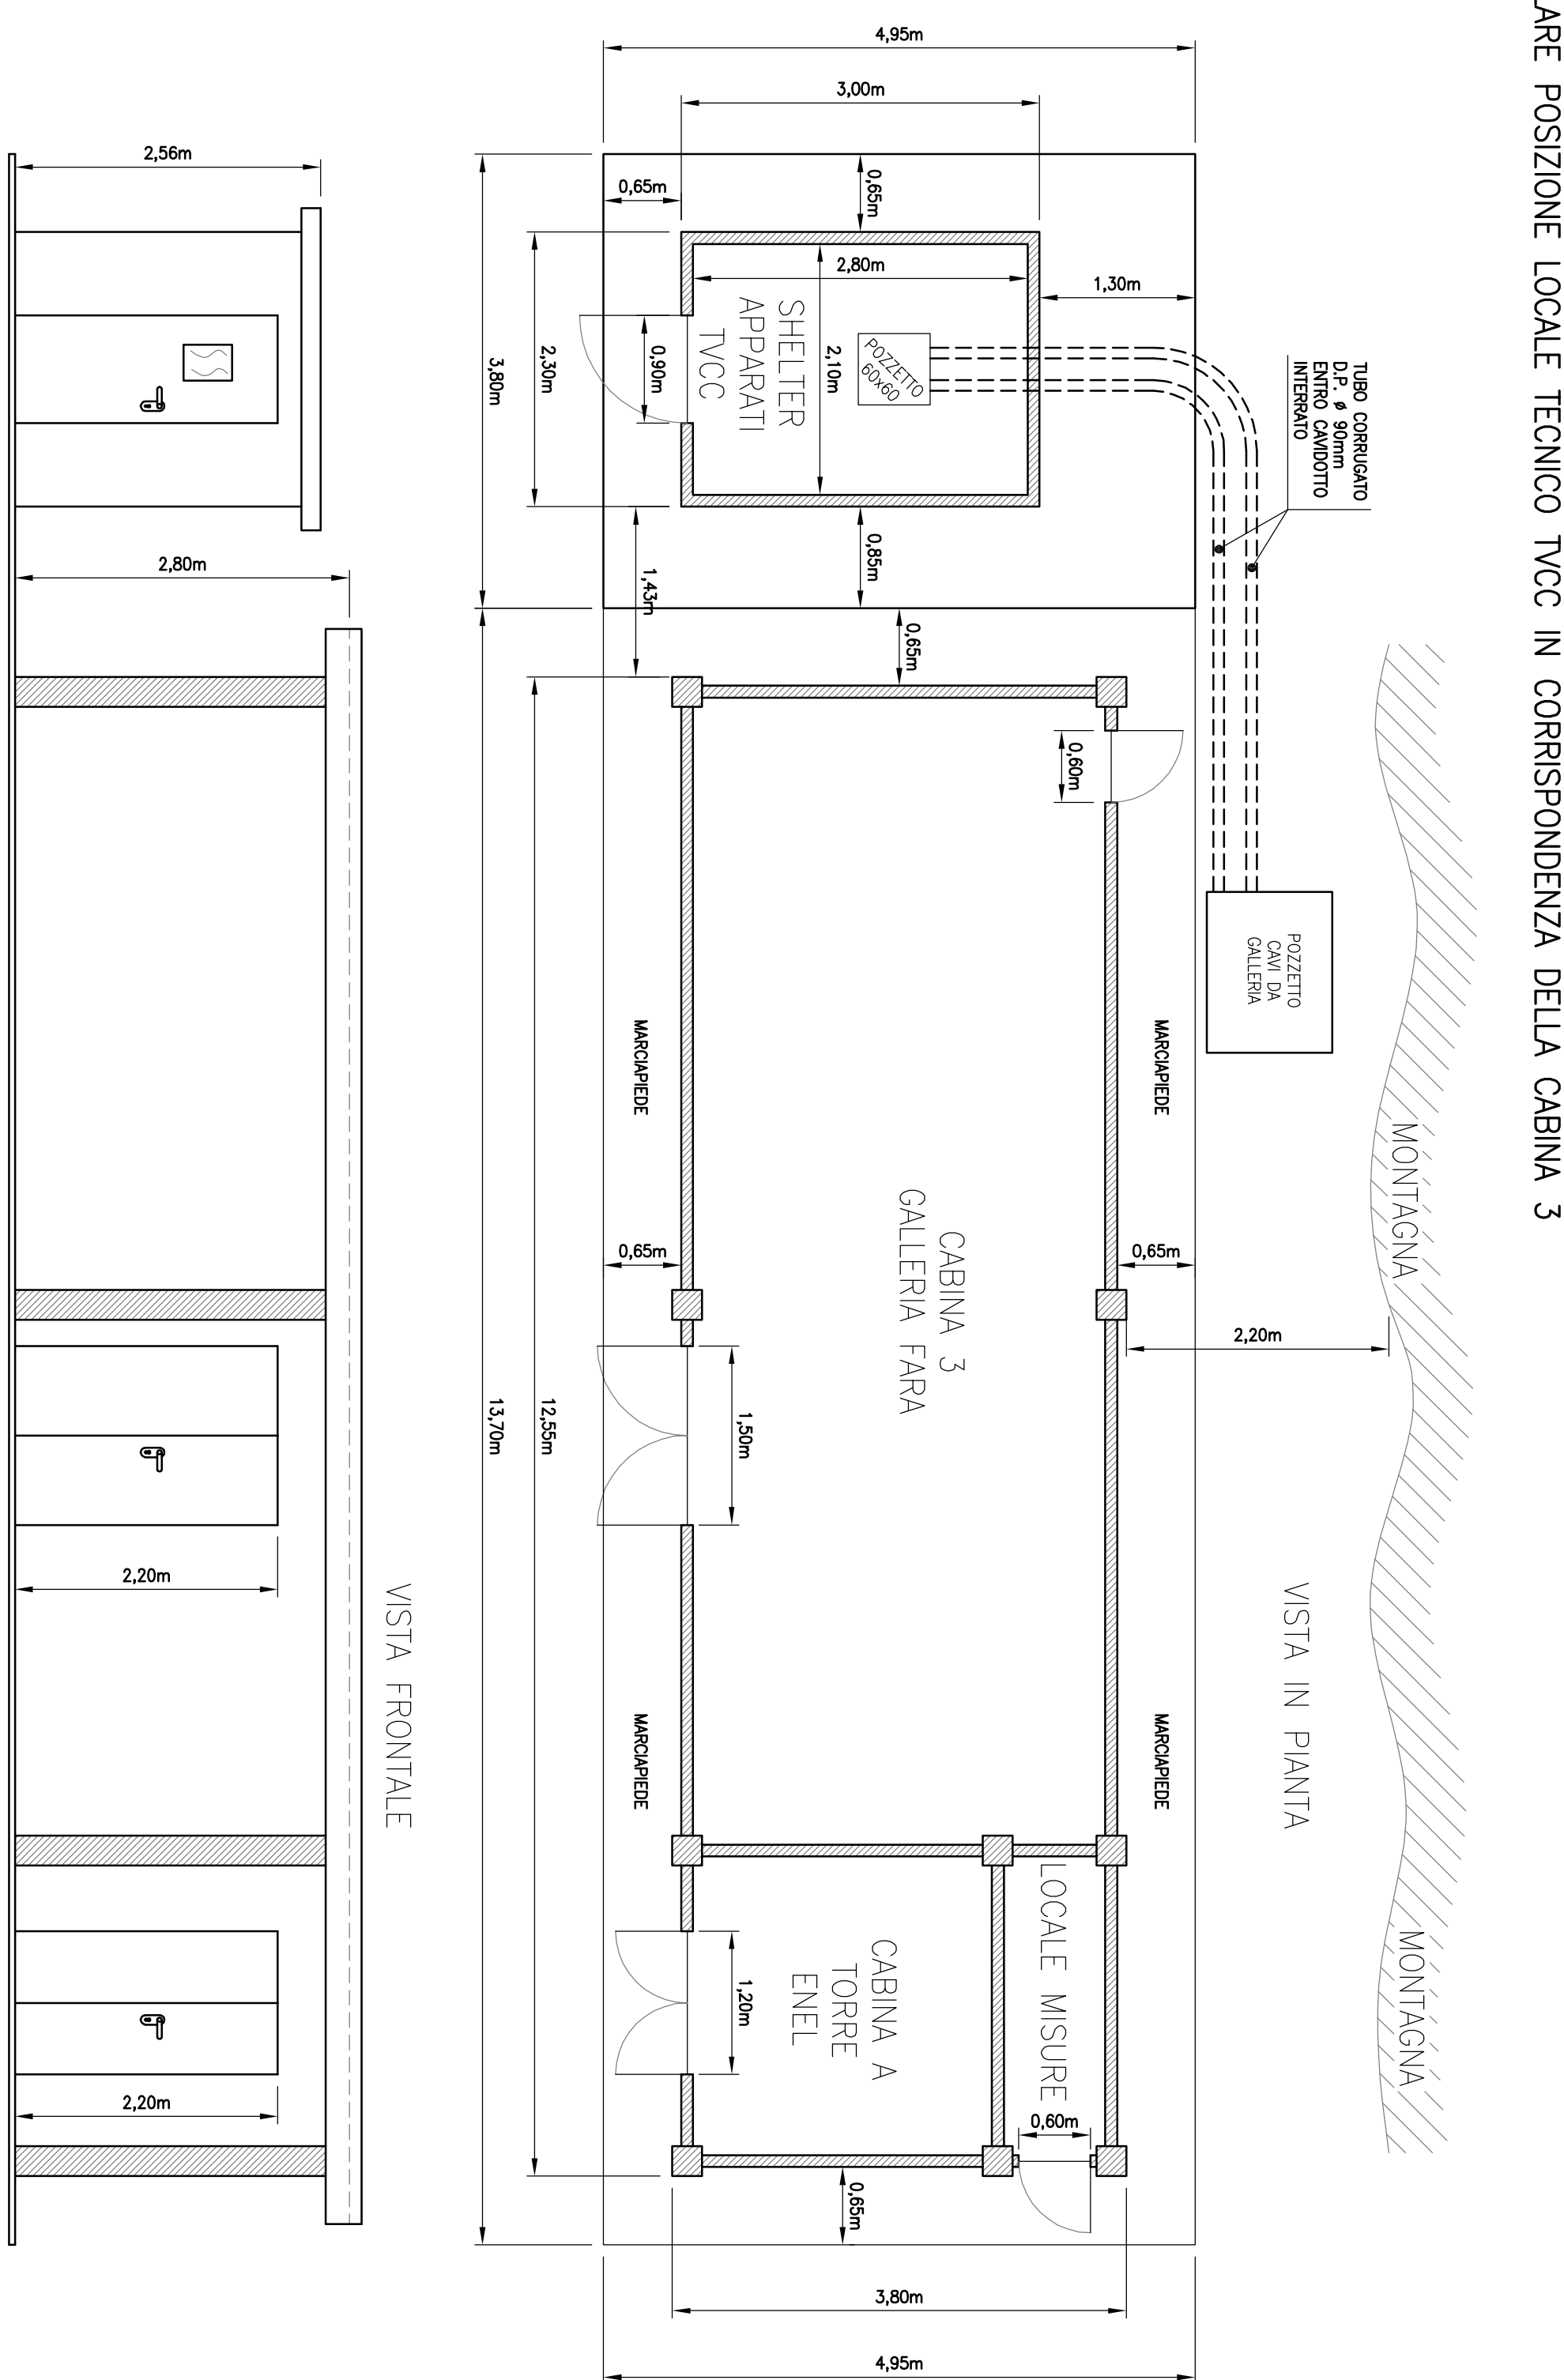 LARE POSIZIONE LOCALE TECNICO TVCC IN CORRISPONDENZA DELLA CABINA 3
MONTAGNA
MONTAGNA
VISTA IN PIANTA
TUBO CORRUGATO
D.P. ø 90mm
ENTRO CAVIDOTTO
INTERRATO
POZZETTO
CAVI DA
GALLERIA
2,20m
4,95m
3,00m
1,30m
0,65m
0,65m
2,80m
2,10m
POZZETTO
60x60
SHELTER
APPARATI
TVCC
0,90m
0,85m
0,65m
1,43m
2,30m
3,80m
0,60m
MARCIAPIEDE
MARCIAPIEDE
0,65m
CABINA 3
GALLERIA FARA
LOCALE MISURE
0,60m
CABINA A
TORRE
ENEL
0,65m
1,50m
1,20m
MARCIAPIEDE
0,65m
MARCIAPIEDE
3,80m
4,95m
12,55m
13,70m
VISTA FRONTALE
2,56m
2,80m
2,20m
2,20m